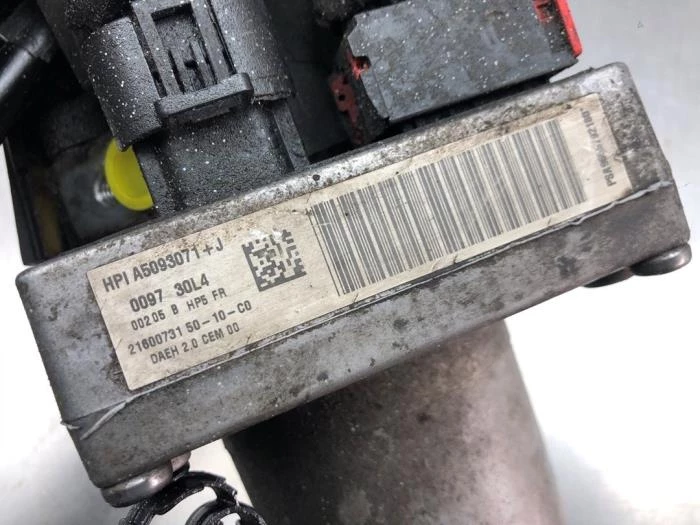 HPI A5093071+J
0097 30L4
00205 B HP5 FR
21600731 50-10-C0
DAEH 2.0 CEM 00